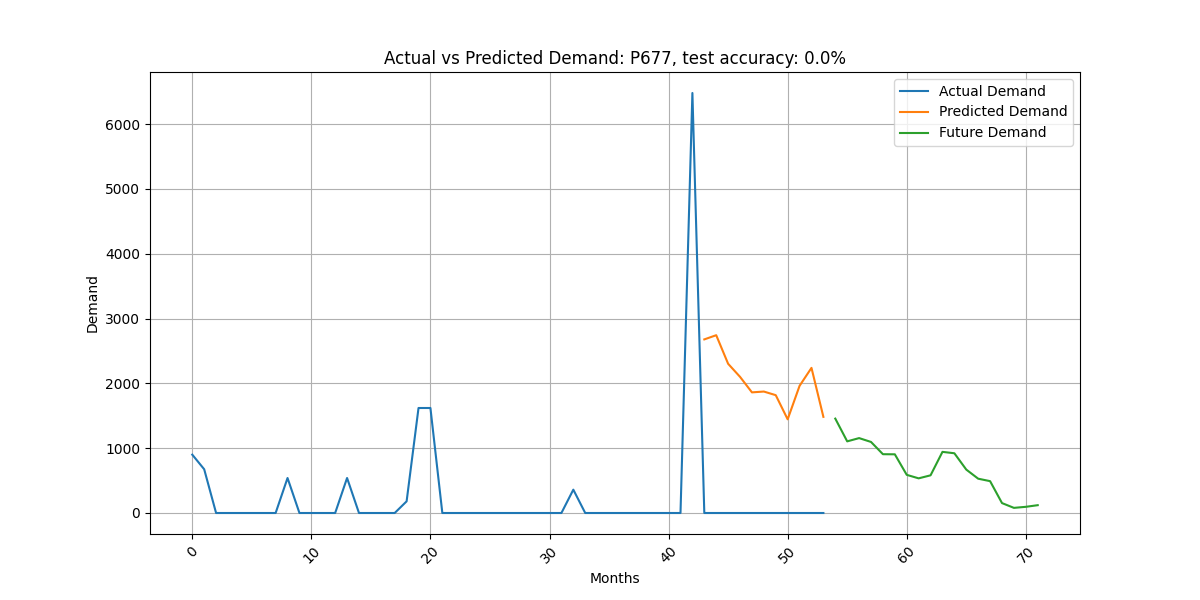 Actual vs Predicted Demand: P677, test accuracy: 0.0%
Actual Demand
Predicted Demand
Future Demand
6000
5000
4000
3000
2000
1000
0
Demand
0 10 20 30 40 50 60 70
Months